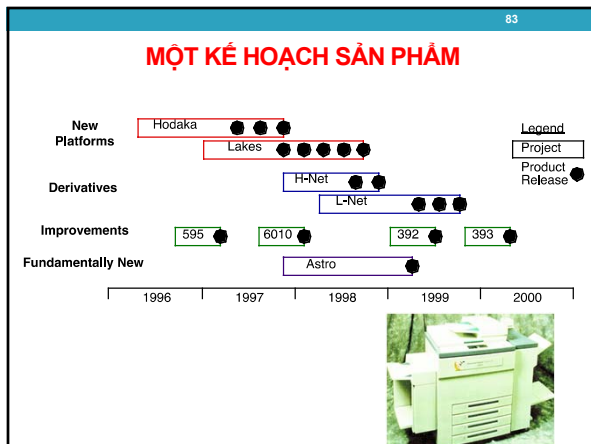 83
MỘT KẾ HOẠCH SẢN PHẨM
New
Platforms
Hodaka
Lakes
Legend
Project
Product
Release
Derivatives
H-Net
L-Net
Improvements
595
6010
392
393
Fundamentally New
Astro
1996
1997
1998
1999
2000